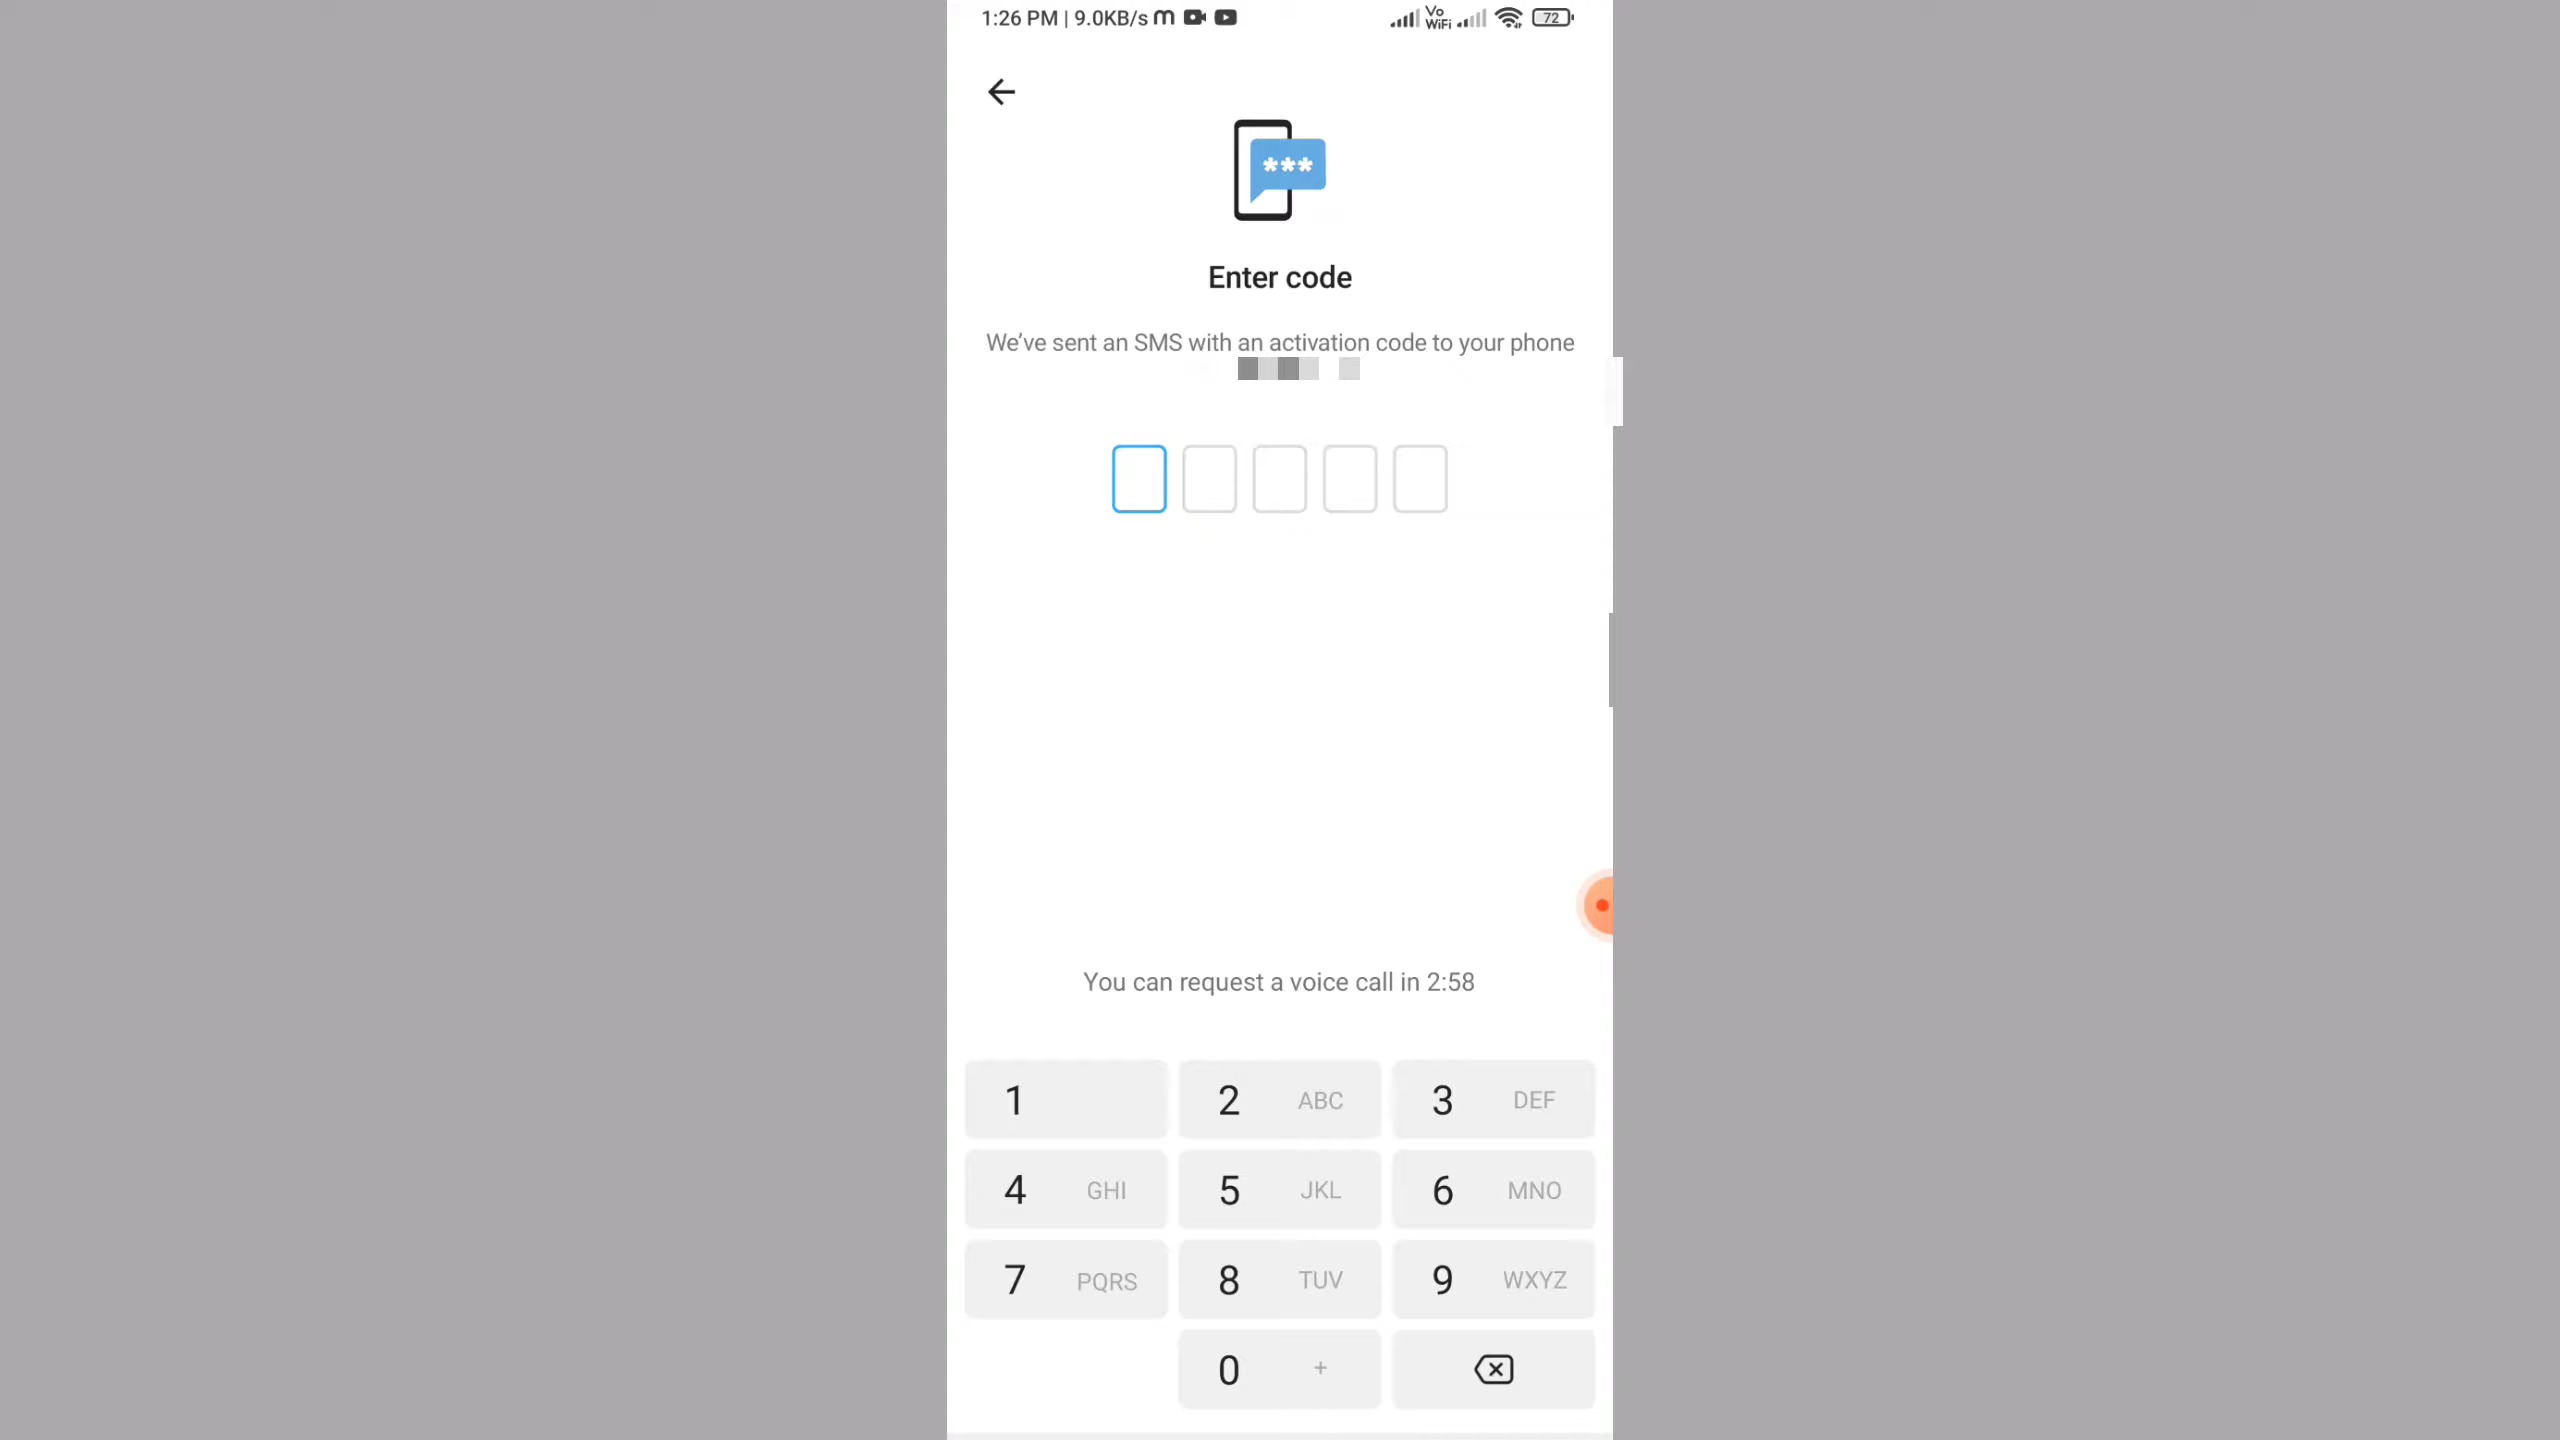 1:26 PM | 9.0KB/s m
Vo
WiFi
72
***
Enter code
We’ve sent an SMS with an activation code to your phone
You can request a voice call in 2:58
1
2 ABC
3 DEF
4 GHI
5 JKL
6 MNO
7 PQRS
8 TUV
9 WXYZ
0 +